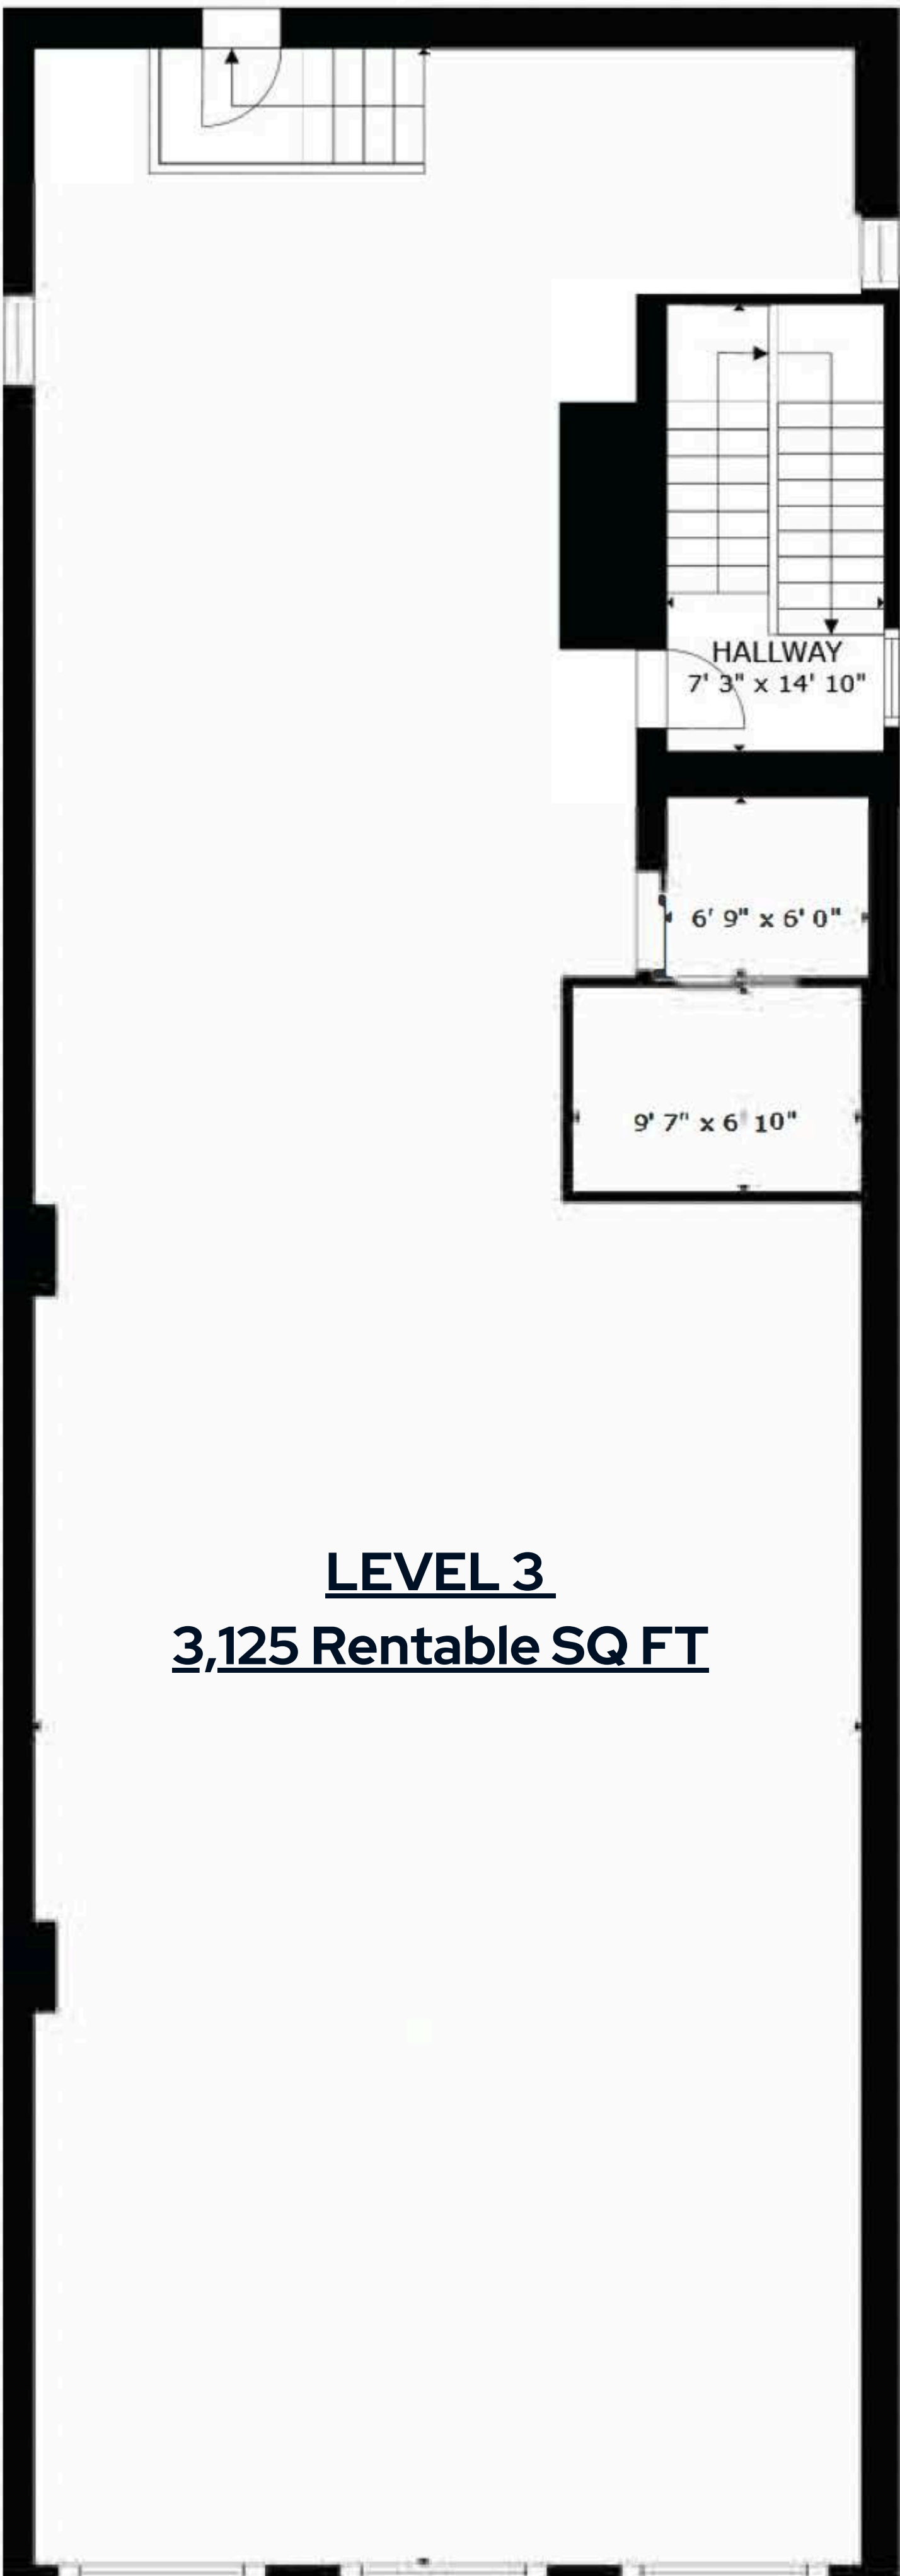 HALLWAY
7' 3" x 14' 10"
6' 9" x 6' 0"
9' 7" x 6' 10"
LEVEL 3
3,125 Rentable SQ FT